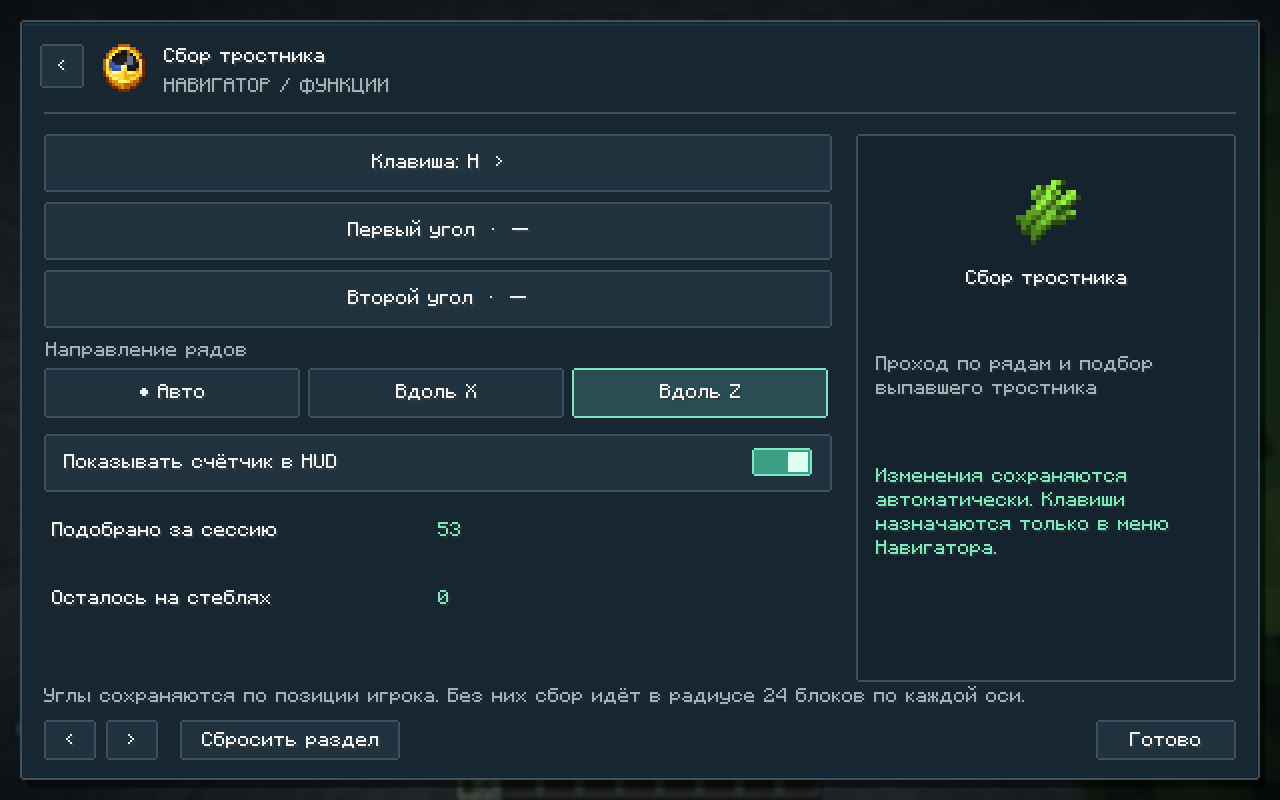 <
Сбор тростника
НАВИГАТОР / ФУНКЦИИ
Клавиша: H >
Первый угол · —
Второй угол · —
Направление рядов
• Авто
Вдоль X
Вдоль Z
Показывать счётчик в HUD
Подобрано за сессию 53
Осталось на стеблях 0
Сбор тростника
Проход по рядам и подбор
выпавшего тростника
Изменения сохраняются
автоматически. Клавиши
назначаются только в меню
Навигатора.
Углы сохраняются по позиции игрока. Без них сбор идёт в радиусе 24 блоков по каждой оси.
< > Сбросить раздел
Готово